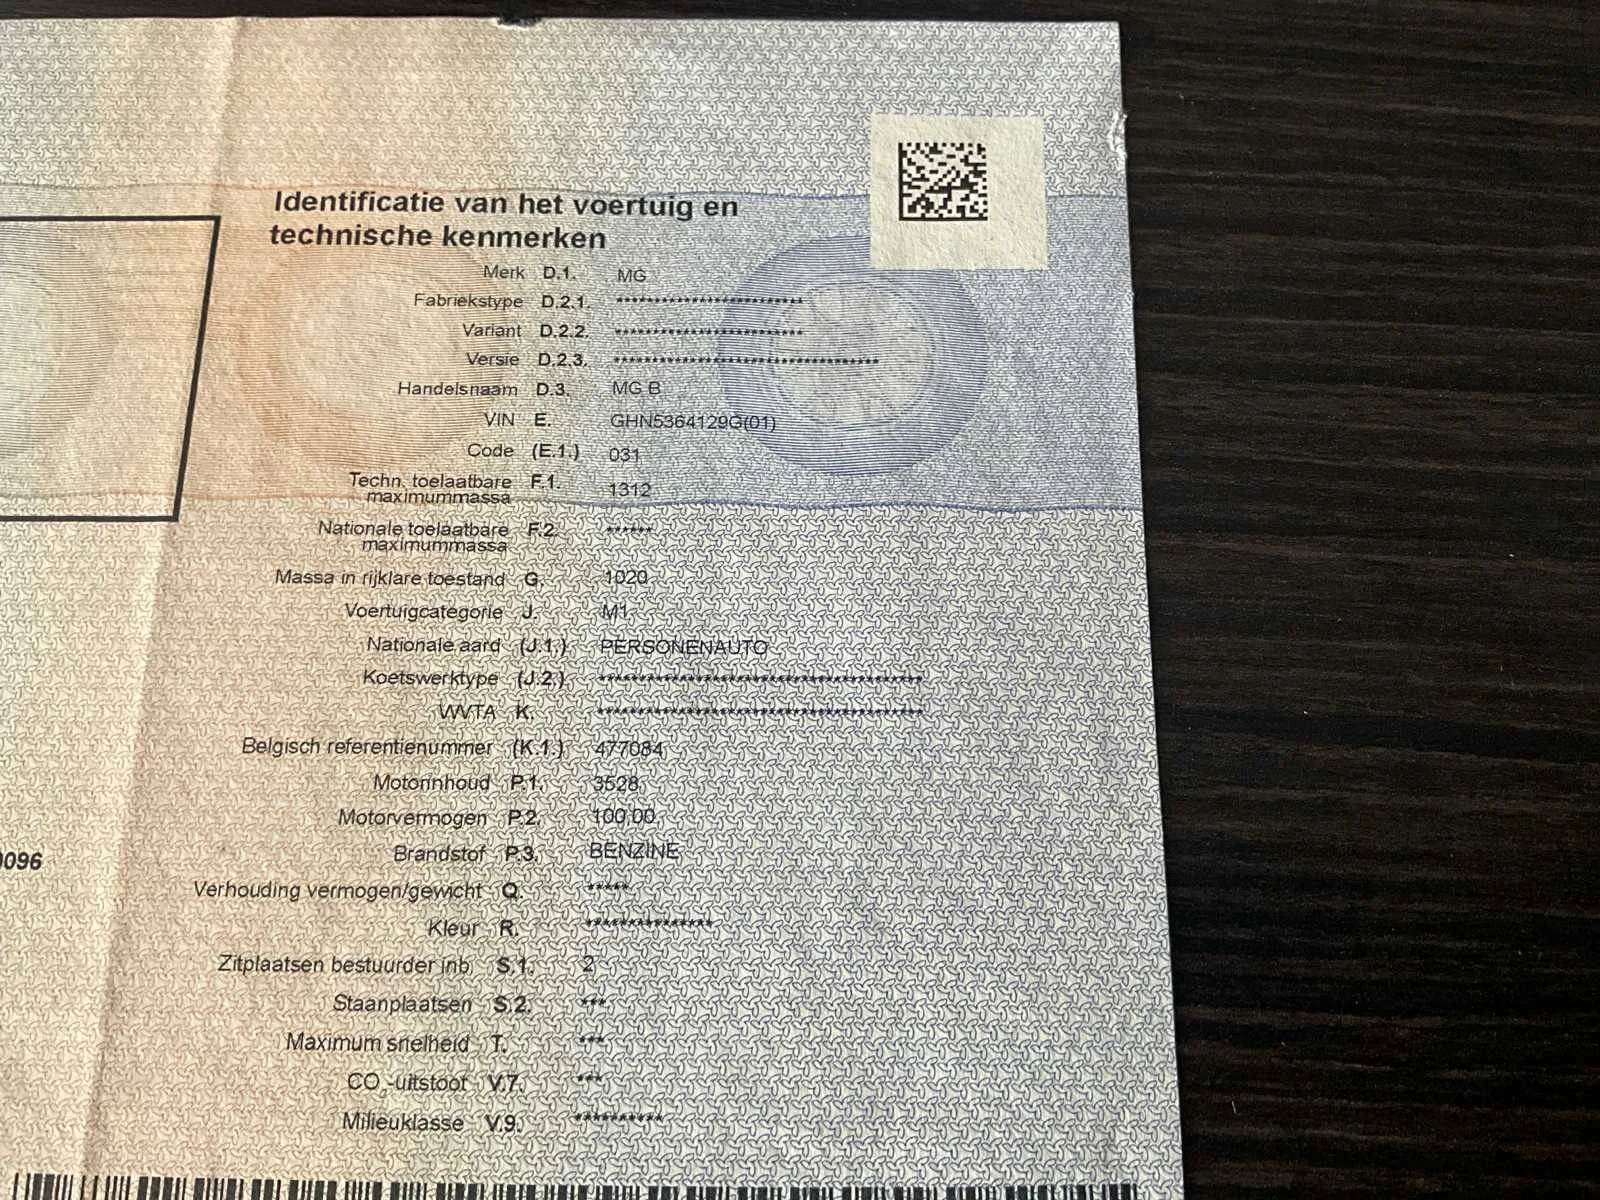 Identificatie van het voertuig en
technische kenmerken
Merk D.1. MG
Fabriekstype D.2.1. *************************
Variant D.2.2. *************************
Versie D.2.3. ***********************************
Handelsnaam D.3. MG B
VIN E. GHN5364129G(01)
Code (E.1.) 031
Techn. toelaatbare F.1. 1312
maximummassa
Nationale toelaatbare F.2. ******
maximummassa
Massa in rijklare toestand G. 1020
Voertuigcategorie J. M1
Nationale aard (J.1.) PERSONENAUTO
Koetswerktype (J.2.) **************************************************
WVTA K. **************************************************
Belgisch referentienummer (K.1.) 477084
Motorinhoud P.1. 3528
Motorvermogen P.2. 100,00
0096
Brandstof P.3. BENZINE
Verhouding vermogen/gewicht Q. *****
Kleur R. ***************
Zitplaatsen bestuurder inb. S.1. 2
Staanplaatsen S.2. ***
Maximum snelheid T. ***
CO2-uitstoot V.7. ***
Milieuklasse V.9. **********